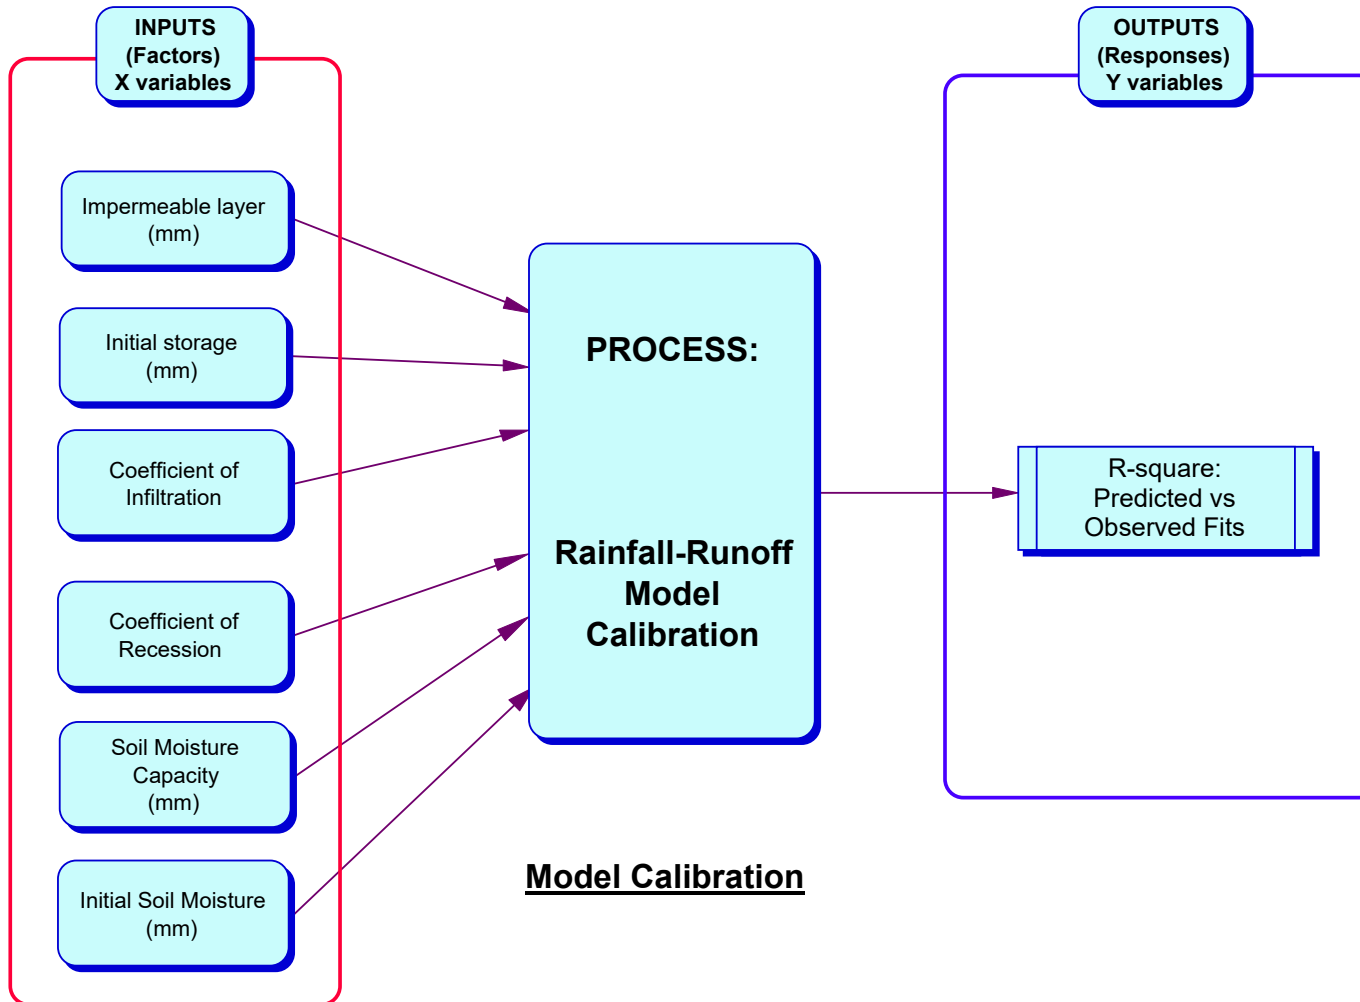 INPUTS
(Factors)
X variables
OUTPUTS
(Responses)
Y variables
Impermeable layer
(mm)
Initial storage
(mm)
Coefficient of
Infiltration
Coefficient of
Recession
Soil Moisture
Capacity
(mm)
Initial Soil Moisture
(mm)
PROCESS:
Rainfall-Runoff
Model
Calibration
R-square:
Predicted vs
Observed Fits
Model Calibration